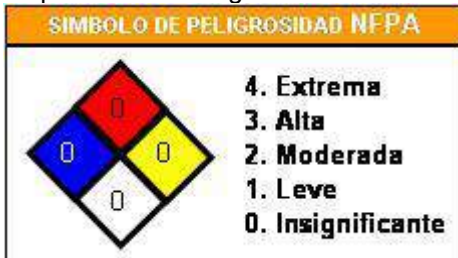 SIMBOLO DE PELIGROSIDAD NFPA
0
0 0
0
4. Extrema
3. Alta
2. Moderada
1. Leve
0. Insignificante